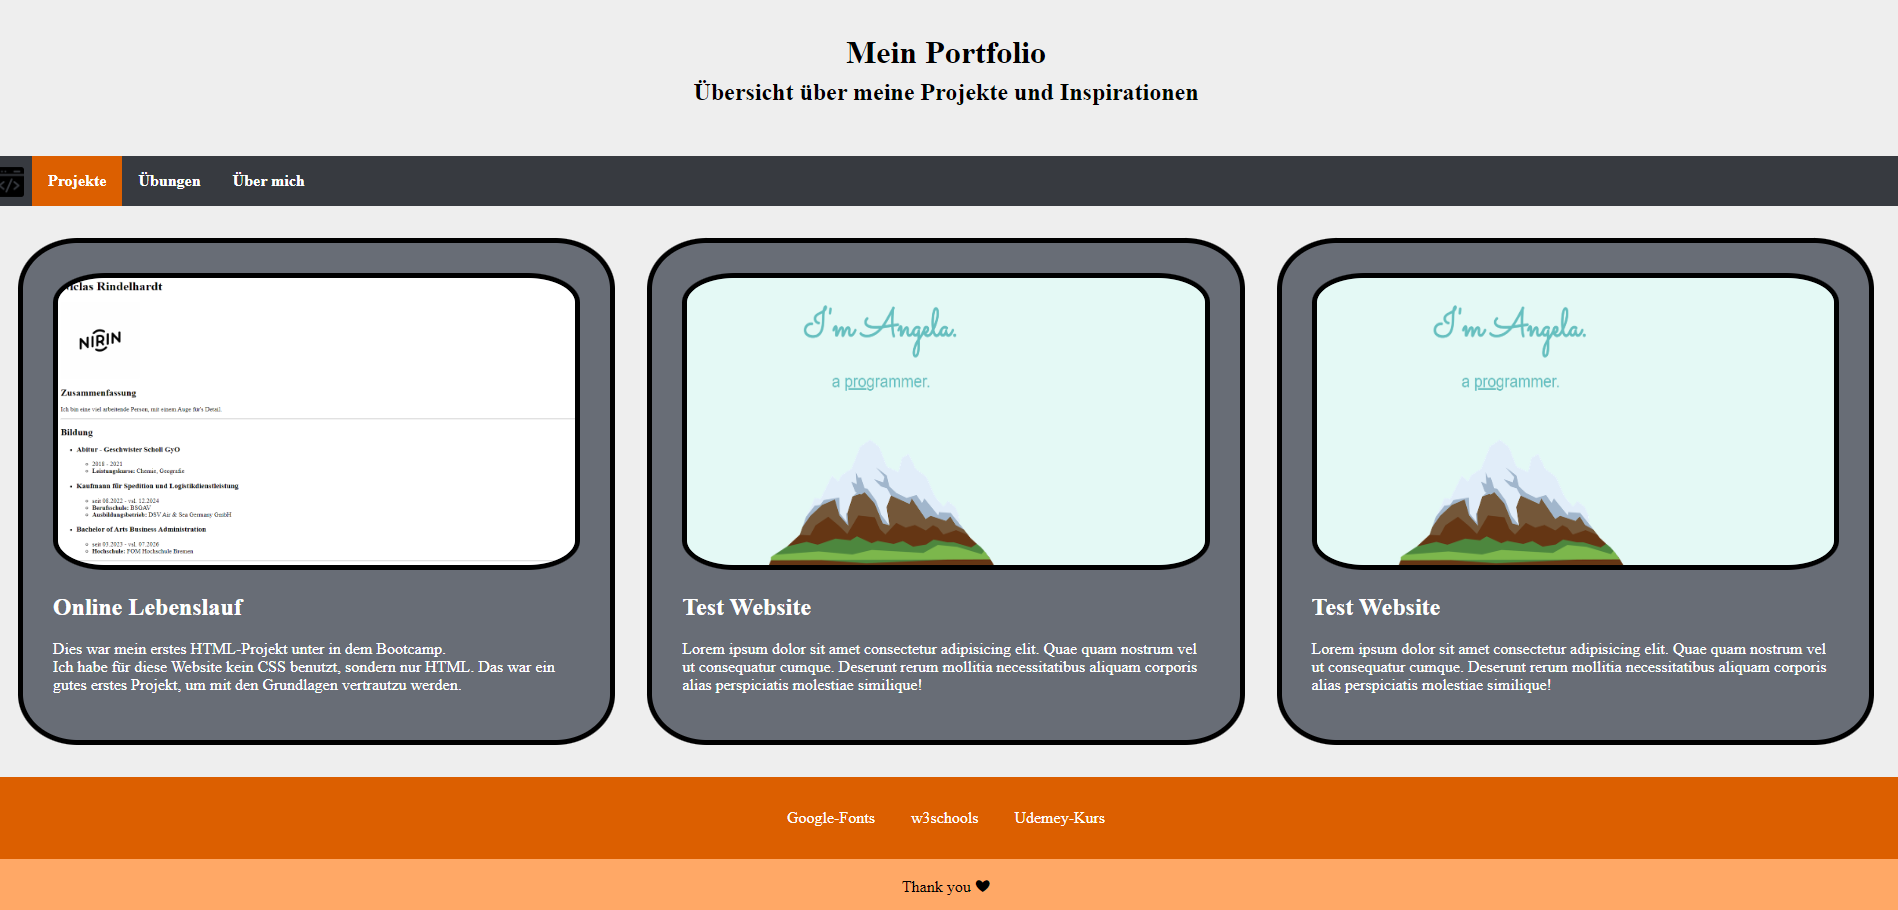 Mein Portfolio
Übersicht über meine Projekte und Inspirationen
</>
Projekte
Übungen
Über mich
Rindelhardt
NIRIN
Zusammenfassung
Ich bin eine viel arbeitende Person, mit einem Auge für's Detail.
Bildung
Abitur - Geschwister Scholl GyO
2018 - 2021
Leistungskurse: Chemie, Geografie
Kaufmann für Spedition und Logistikdienstleistung
seit 08.2022 - vsl. 12.2024
Berufsschule: BSGAV
Ausbildungsbetrieb: DSV Air & Sea Germany GmbH
Bachelor of Arts Business Administration
seit 03.2023 - vsl. 07.2026
Hochschule: FOM Hochschule Bremen
Online Lebenslauf
Dies war mein erstes HTML-Projekt unter in dem Bootcamp.
Ich habe für diese Website kein CSS benutzt, sondern nur HTML. Das war ein
gutes erstes Projekt, um mit den Grundlagen vertrautzu werden.
I'm Angela.
a programmer.
Test Website
Lorem ipsum dolor sit amet consectetur adipisicing elit. Quae quam nostrum vel
ut consequatur cumque. Deserunt rerum mollitia necessitatibus aliquam corporis
alias perspiciatis molestiae similique!
I'm Angela.
a programmer.
Test Website
Lorem ipsum dolor sit amet consectetur adipisicing elit. Quae quam nostrum vel
ut consequatur cumque. Deserunt rerum mollitia necessitatibus aliquam corporis
alias perspiciatis molestiae similique!
Google-Fonts
w3schools
Udemey-Kurs
Thank you ♥